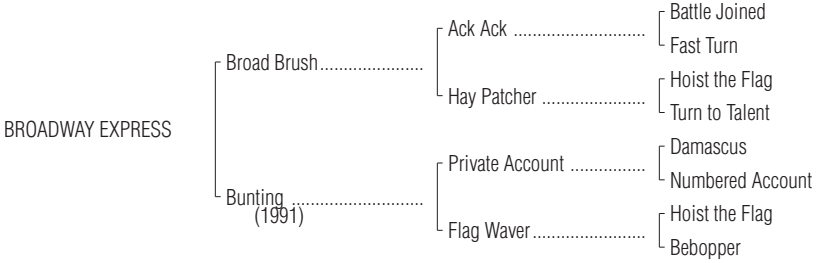 Battle Joined
Ack Ack ............................
Fast Turn
Broad Brush......................
Hoist the Flag
Hay Patcher ......................
Turn to Talent
BROADWAY EXPRESS
Damascus
Private Account ................
Numbered Account
Bunting ............................
(1991)
Hoist the Flag
Flag Waver........................
Bebopper